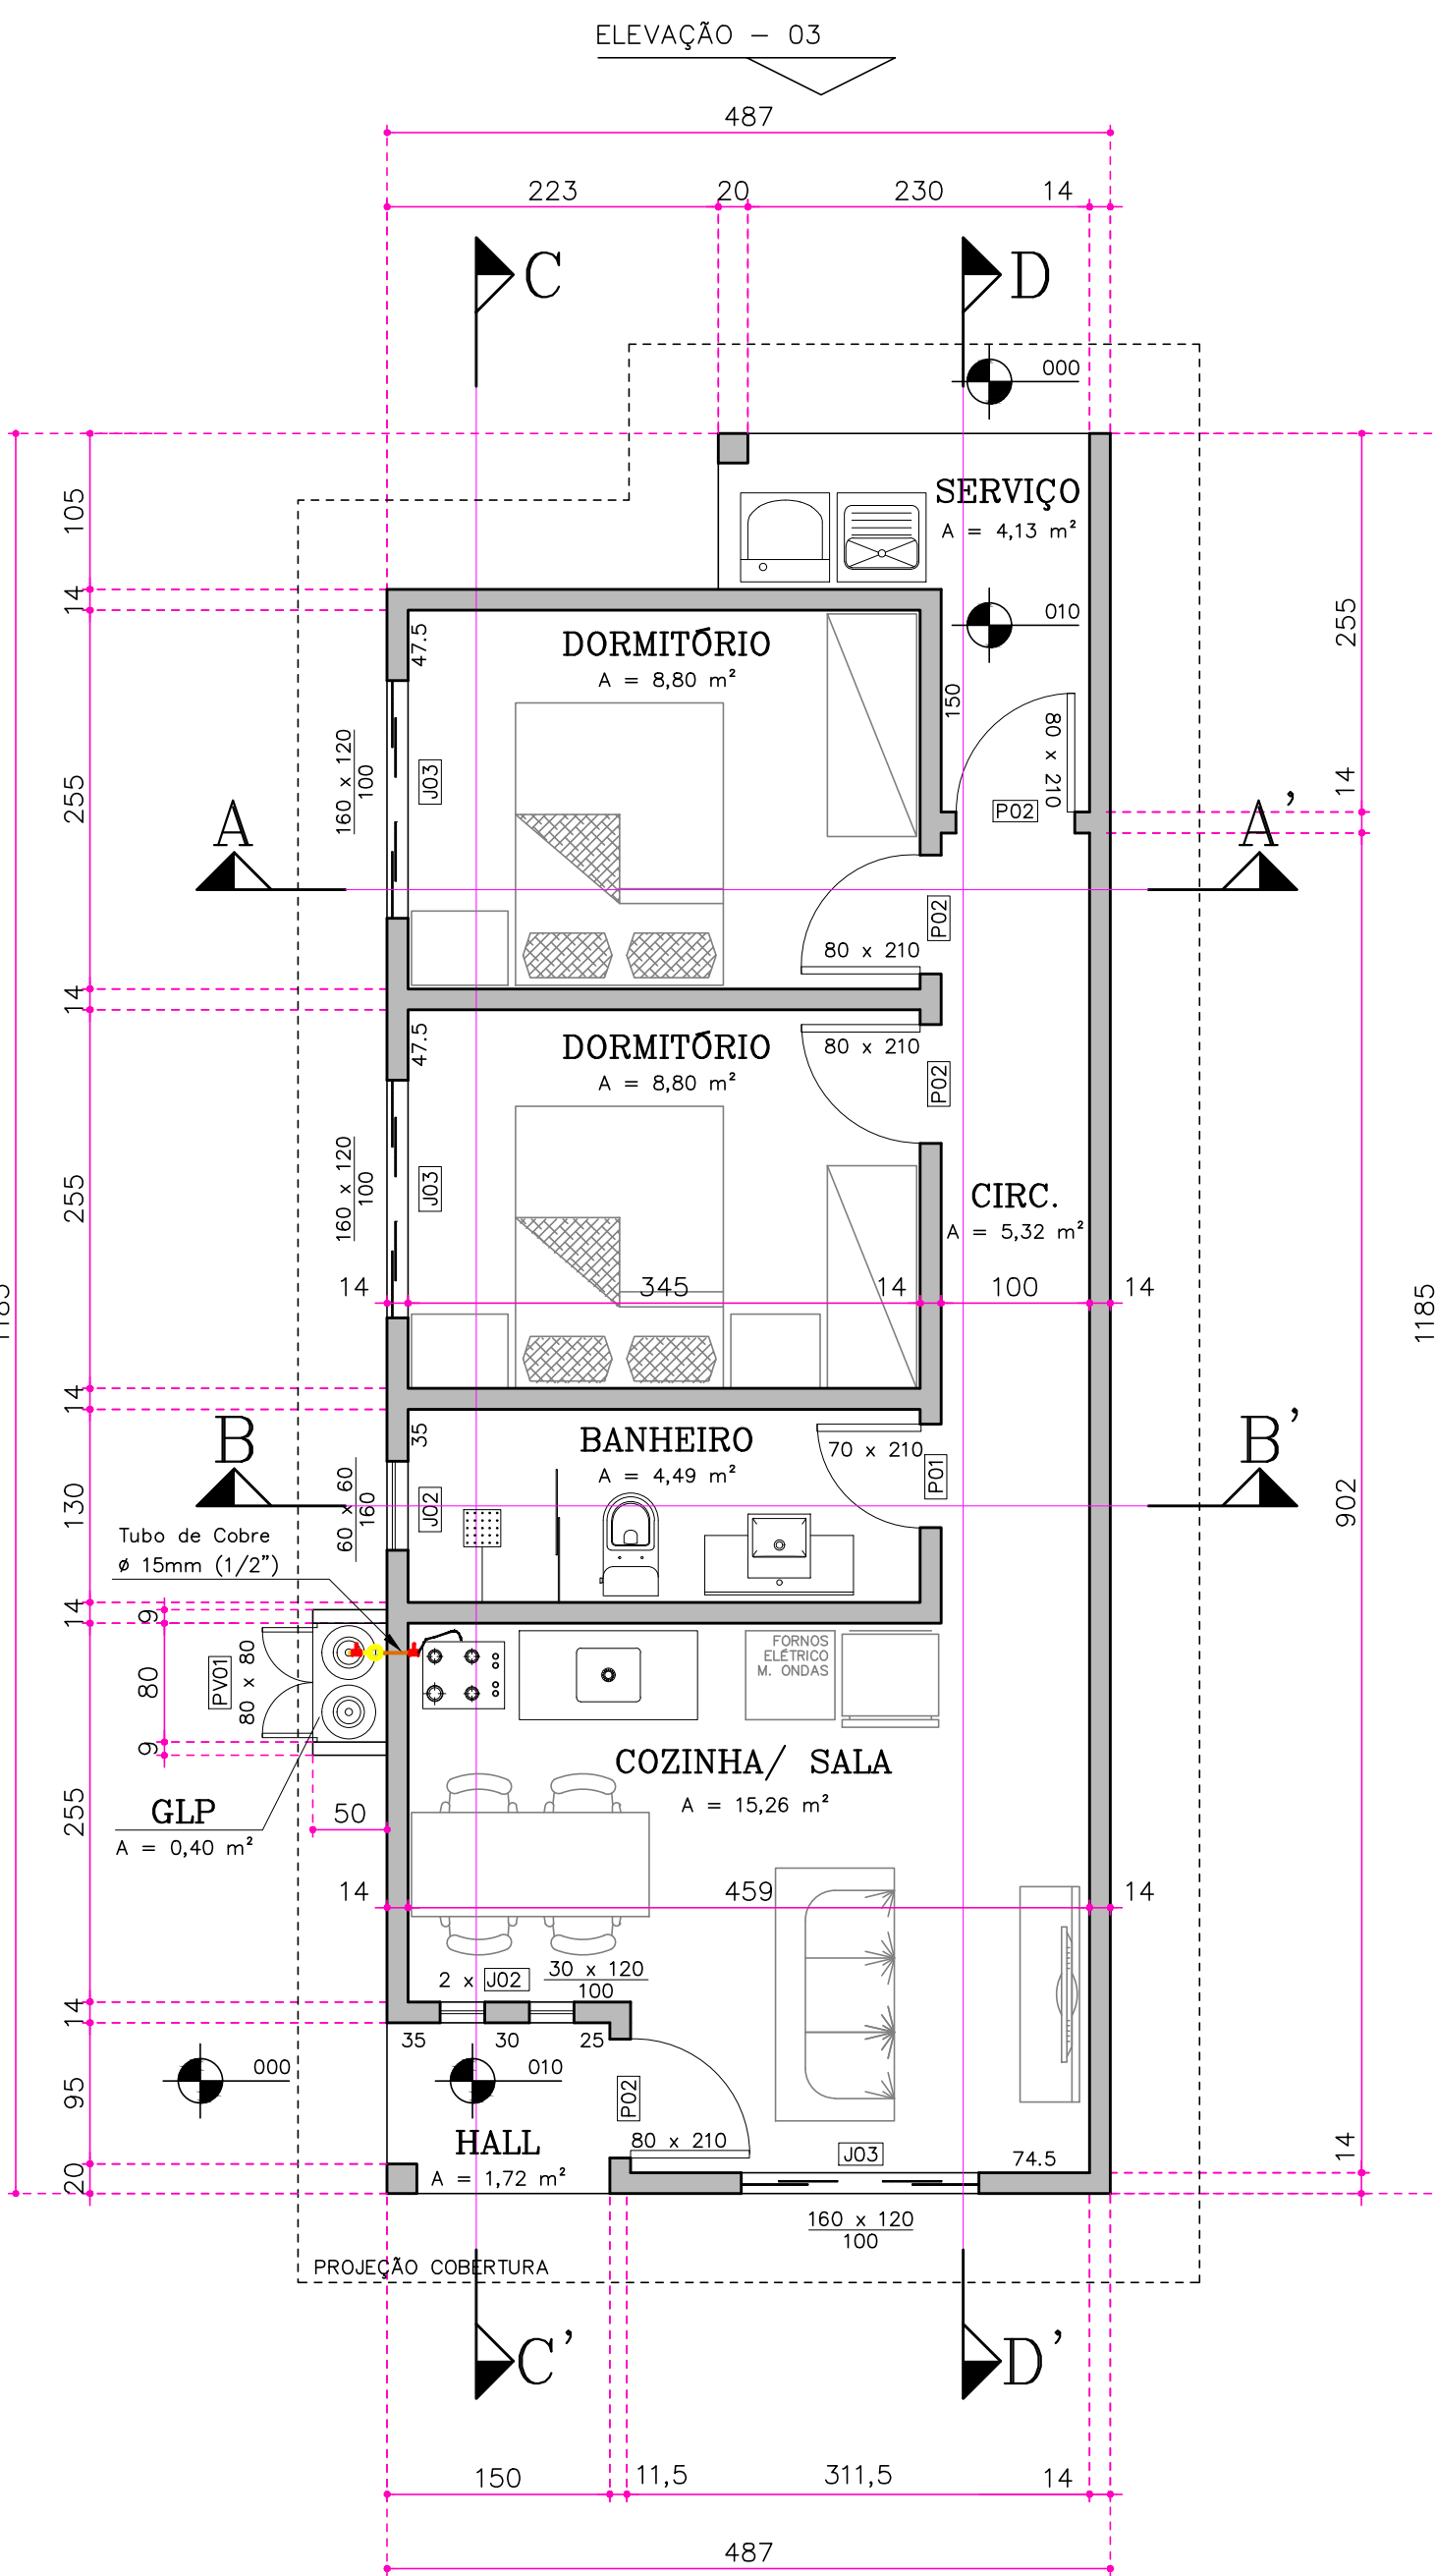 ELEVAÇÃO - 03
487
223
20
230
14
C
D
000
105
SERVIÇO
A = 4,13 m²
14
010
255
47.5
DORMITÓRIO
A = 8,80 m²
150
80 x 210
160 x 120
100
J03
255
14
P02
A
A'
P02
80 x 210
14
47.5
DORMITÓRIO
A = 8,80 m²
80 x 210
P02
160 x 120
100
J03
255
CIRC.
A = 5,32 m²
14
345
14
100
14
1185
1185
14
35
BANHEIRO
A = 4,49 m²
70 x 210
P01
B
B'
60 x 60
160
J02
130
902
Tubo de Cobre
ø 15mm (1/2")
14
9
80
9
PV01
80 x 80
FORNOS
ELÉTRICO
M. ONDAS
COZINHA/ SALA
A = 15,26 m²
GLP
A = 0,40 m²
50
255
14
459
14
2 x J02
30 x 120
100
14
35
30
25
000
010
95
P02
HALL
A = 1,72 m²
80 x 210
J03
74.5
14
20
160 x 120
100
PROJEÇÃO COBERTURA
C'
D'
150
11,5
311,5
14
487